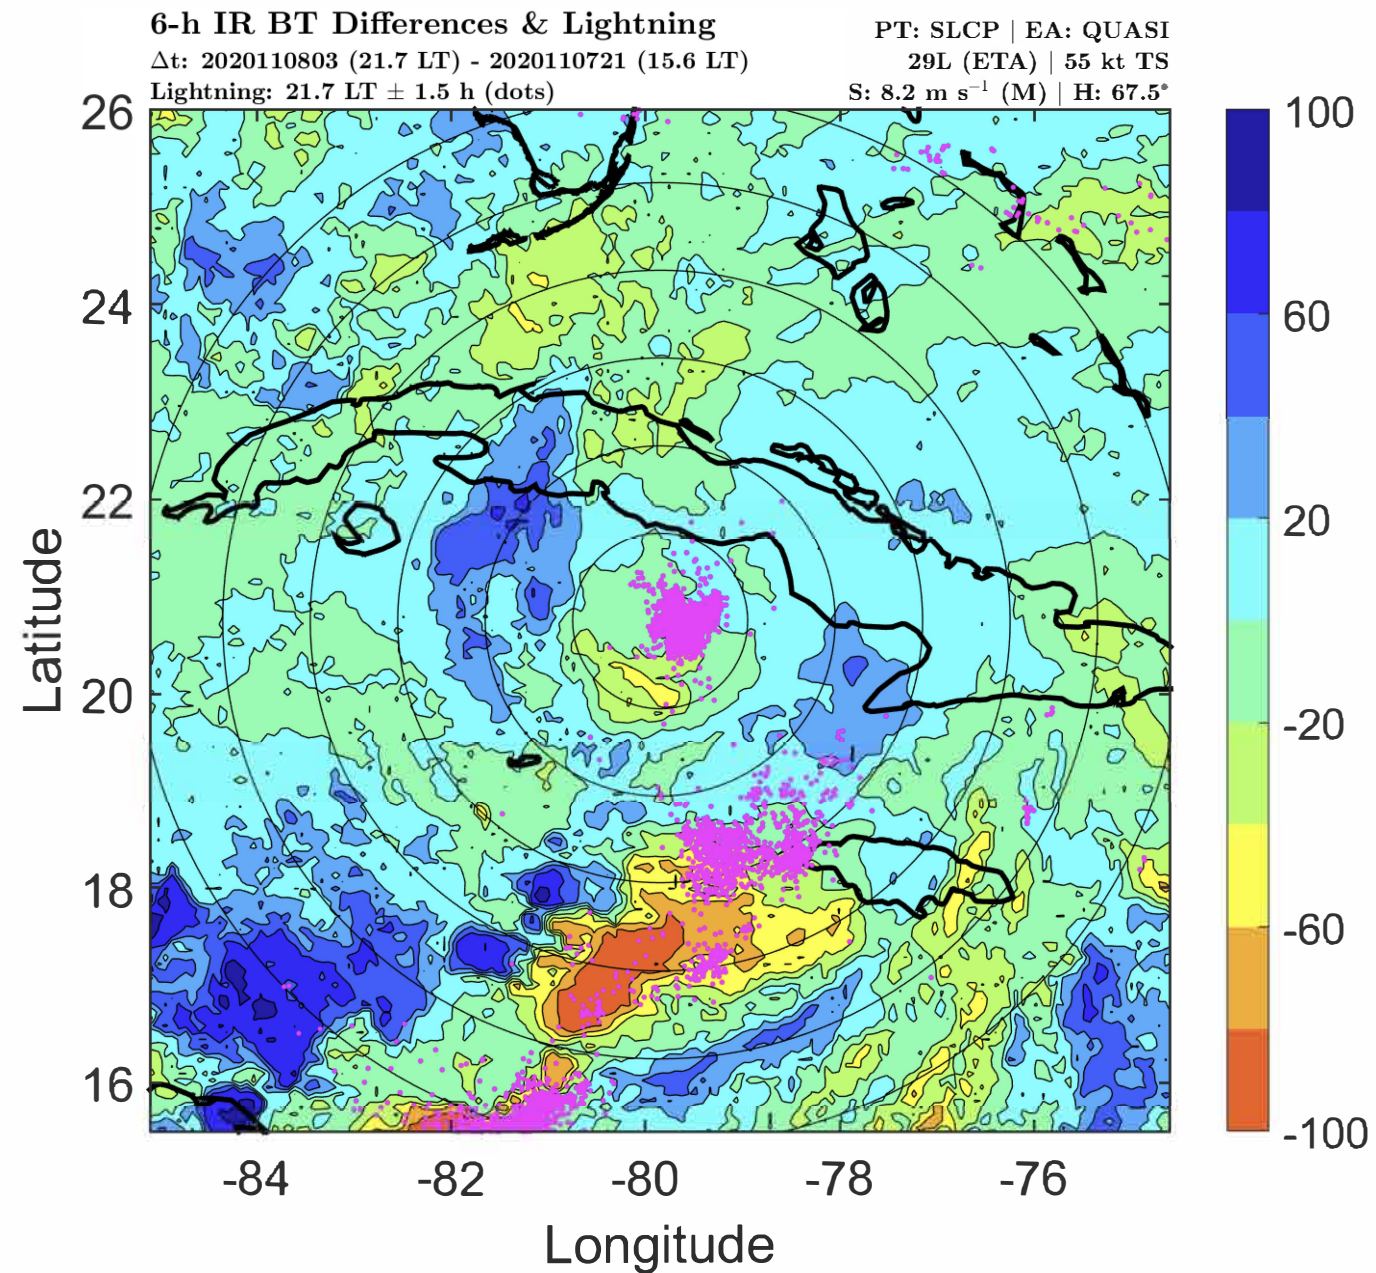 6-h IR BT Differences & Lightning
Δt: 2020110803 (21.7 LT) - 2020110721 (15.6 LT)
Lightning: 21.7 LT ± 1.5 h (dots)
PT: SLCP | EA: QUASI
29L (ETA) | 55 kt TS
S: 8.2 m s⁻¹ (M) | H: 67.5°
26
24
22
20
18
16
Latitude
-84
-82
-80
-78
-76
Longitude
100
60
20
-20
-60
-100